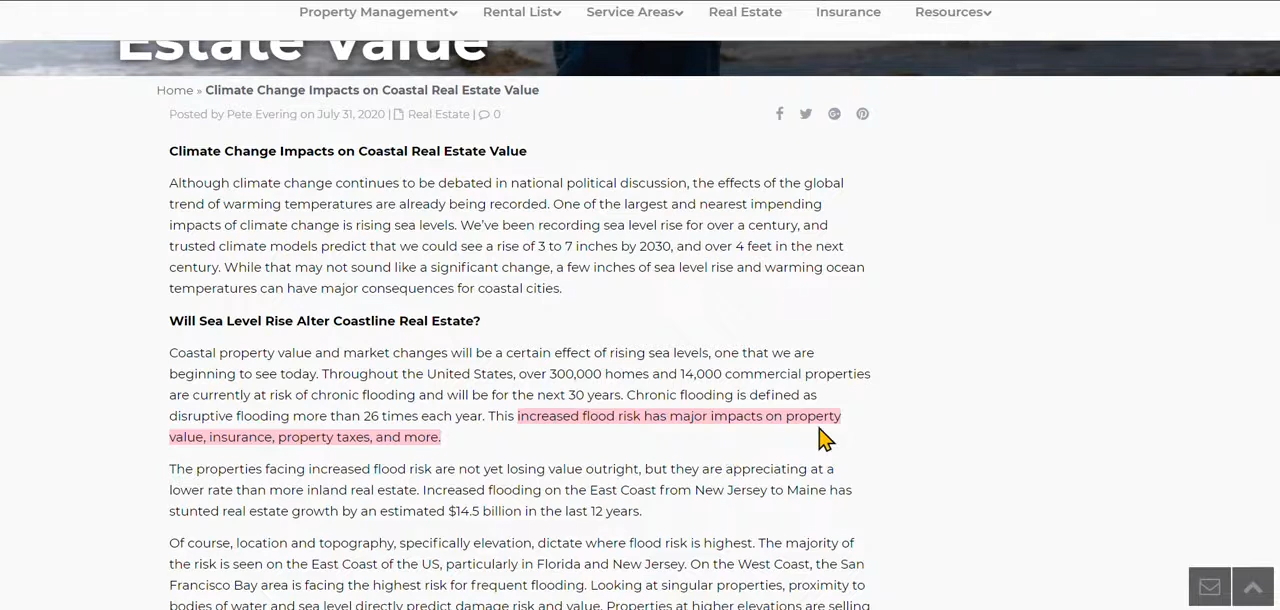 Property Management Rental List Service Areas Real Estate Insurance Resources
Estate Value
Home » Climate Change Impacts on Coastal Real Estate Value
Posted by Pete Evering on July 31, 2020 | Real Estate | 0
Climate Change Impacts on Coastal Real Estate Value
Although climate change continues to be debated in national political discussion, the effects of the global
trend of warming temperatures are already being recorded. One of the largest and nearest impending
impacts of climate change is rising sea levels. We’ve been recording sea level rise for over a century, and
trusted climate models predict that we could see a rise of 3 to 7 inches by 2030, and over 4 feet in the next
century. While that may not sound like a significant change, a few inches of sea level rise and warming ocean
temperatures can have major consequences for coastal cities.
Will Sea Level Rise Alter Coastline Real Estate?
Coastal property value and market changes will be a certain effect of rising sea levels, one that we are
beginning to see today. Throughout the United States, over 300,000 homes and 14,000 commercial properties
are currently at risk of chronic flooding and will be for the next 30 years. Chronic flooding is defined as
disruptive flooding more than 26 times each year. This increased flood risk has major impacts on property
value, insurance, property taxes, and more.
The properties facing increased flood risk are not yet losing value outright, but they are appreciating at a
lower rate than more inland real estate. Increased flooding on the East Coast from New Jersey to Maine has
stunted real estate growth by an estimated $14.5 billion in the last 12 years.
Of course, location and topography, specifically elevation, dictate where flood risk is highest. The majority of
the risk is seen on the East Coast of the US, particularly in Florida and New Jersey. On the West Coast, the San
Francisco Bay area is facing the highest risk for frequent flooding. Looking at singular properties, proximity to
bodies of water and sea level directly predict damage risk and value. Properties at higher elevations are selling